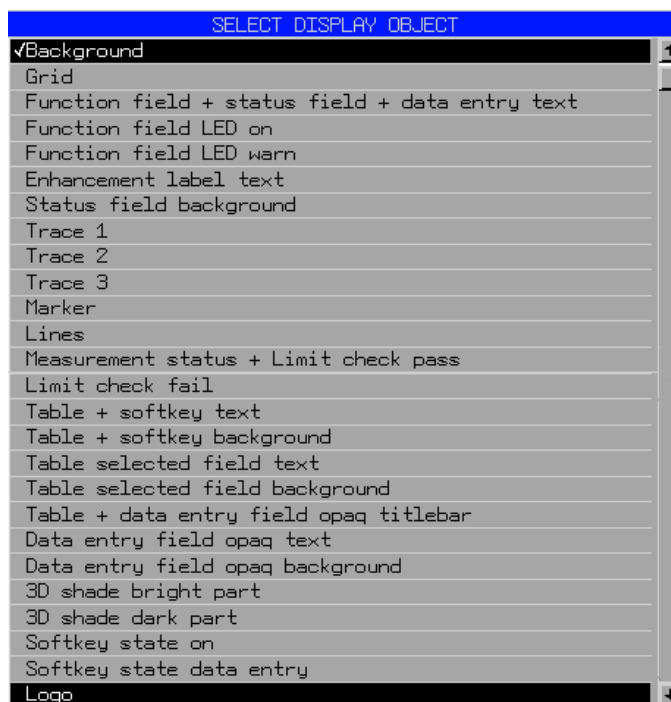 SELECT DISPLAY OBJECT
√Background
Grid
Function field + status field + data entry text
Function field LED on
Function field LED warn
Enhancement label text
Status field background
Trace 1
Trace 2
Trace 3
Marker
Lines
Measurement status + Limit check pass
Limit check fail
Table + softkey text
Table + softkey background
Table selected field text
Table selected field background
Table + data entry field opaq titlebar
Data entry field opaq text
Data entry field opaq background
3D shade bright part
3D shade dark part
Softkey state on
Softkey state data entry
Logo